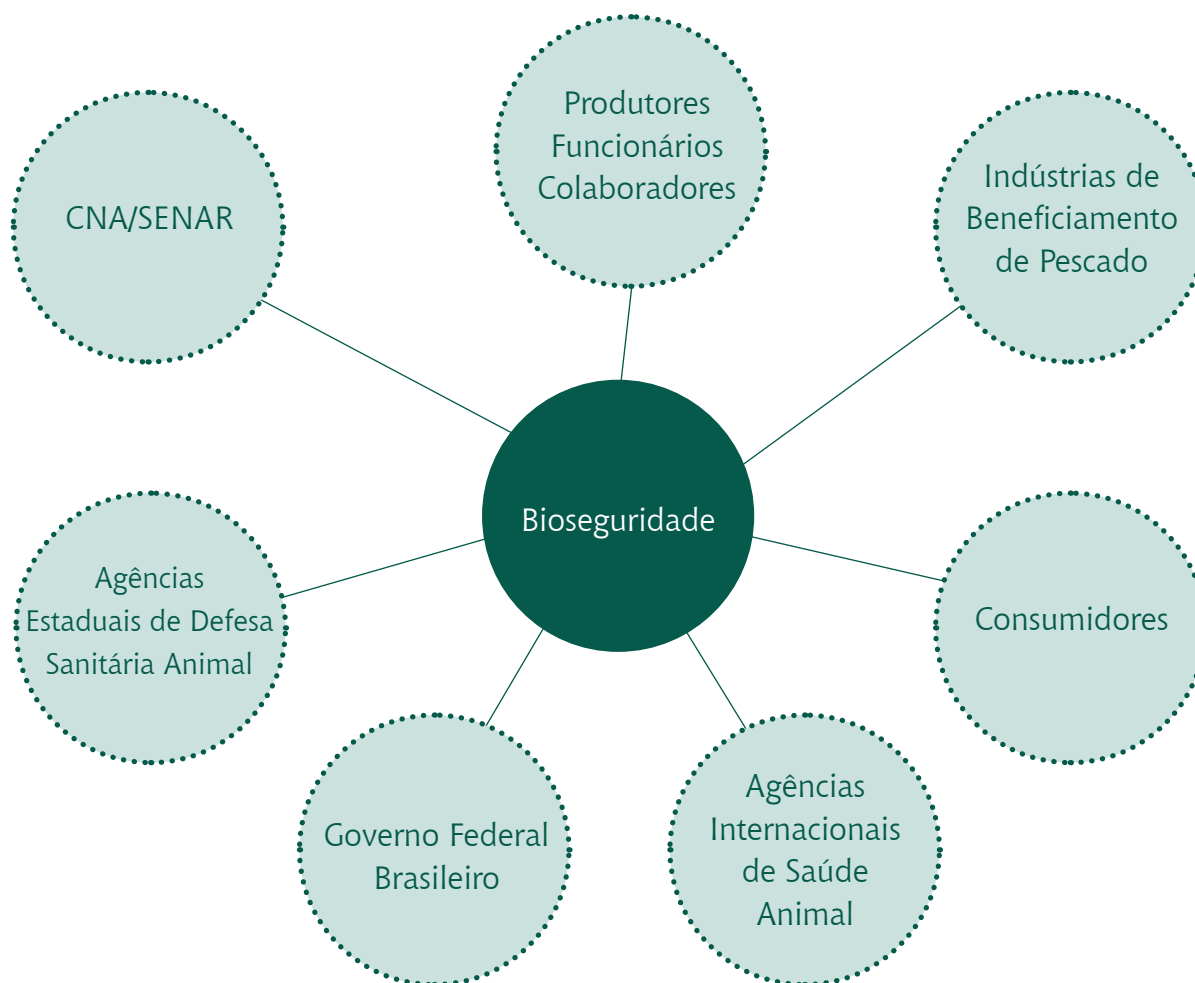 Produtores
Funcionários
Colaboradores
CNA/SENAR
Indústrias de
Beneficiamento
de Pescado
Bioseguridade
Agências
Estaduais de Defesa
Sanitária Animal
Consumidores
Governo Federal
Brasileiro
Agências
Internacionais
de Saúde
Animal